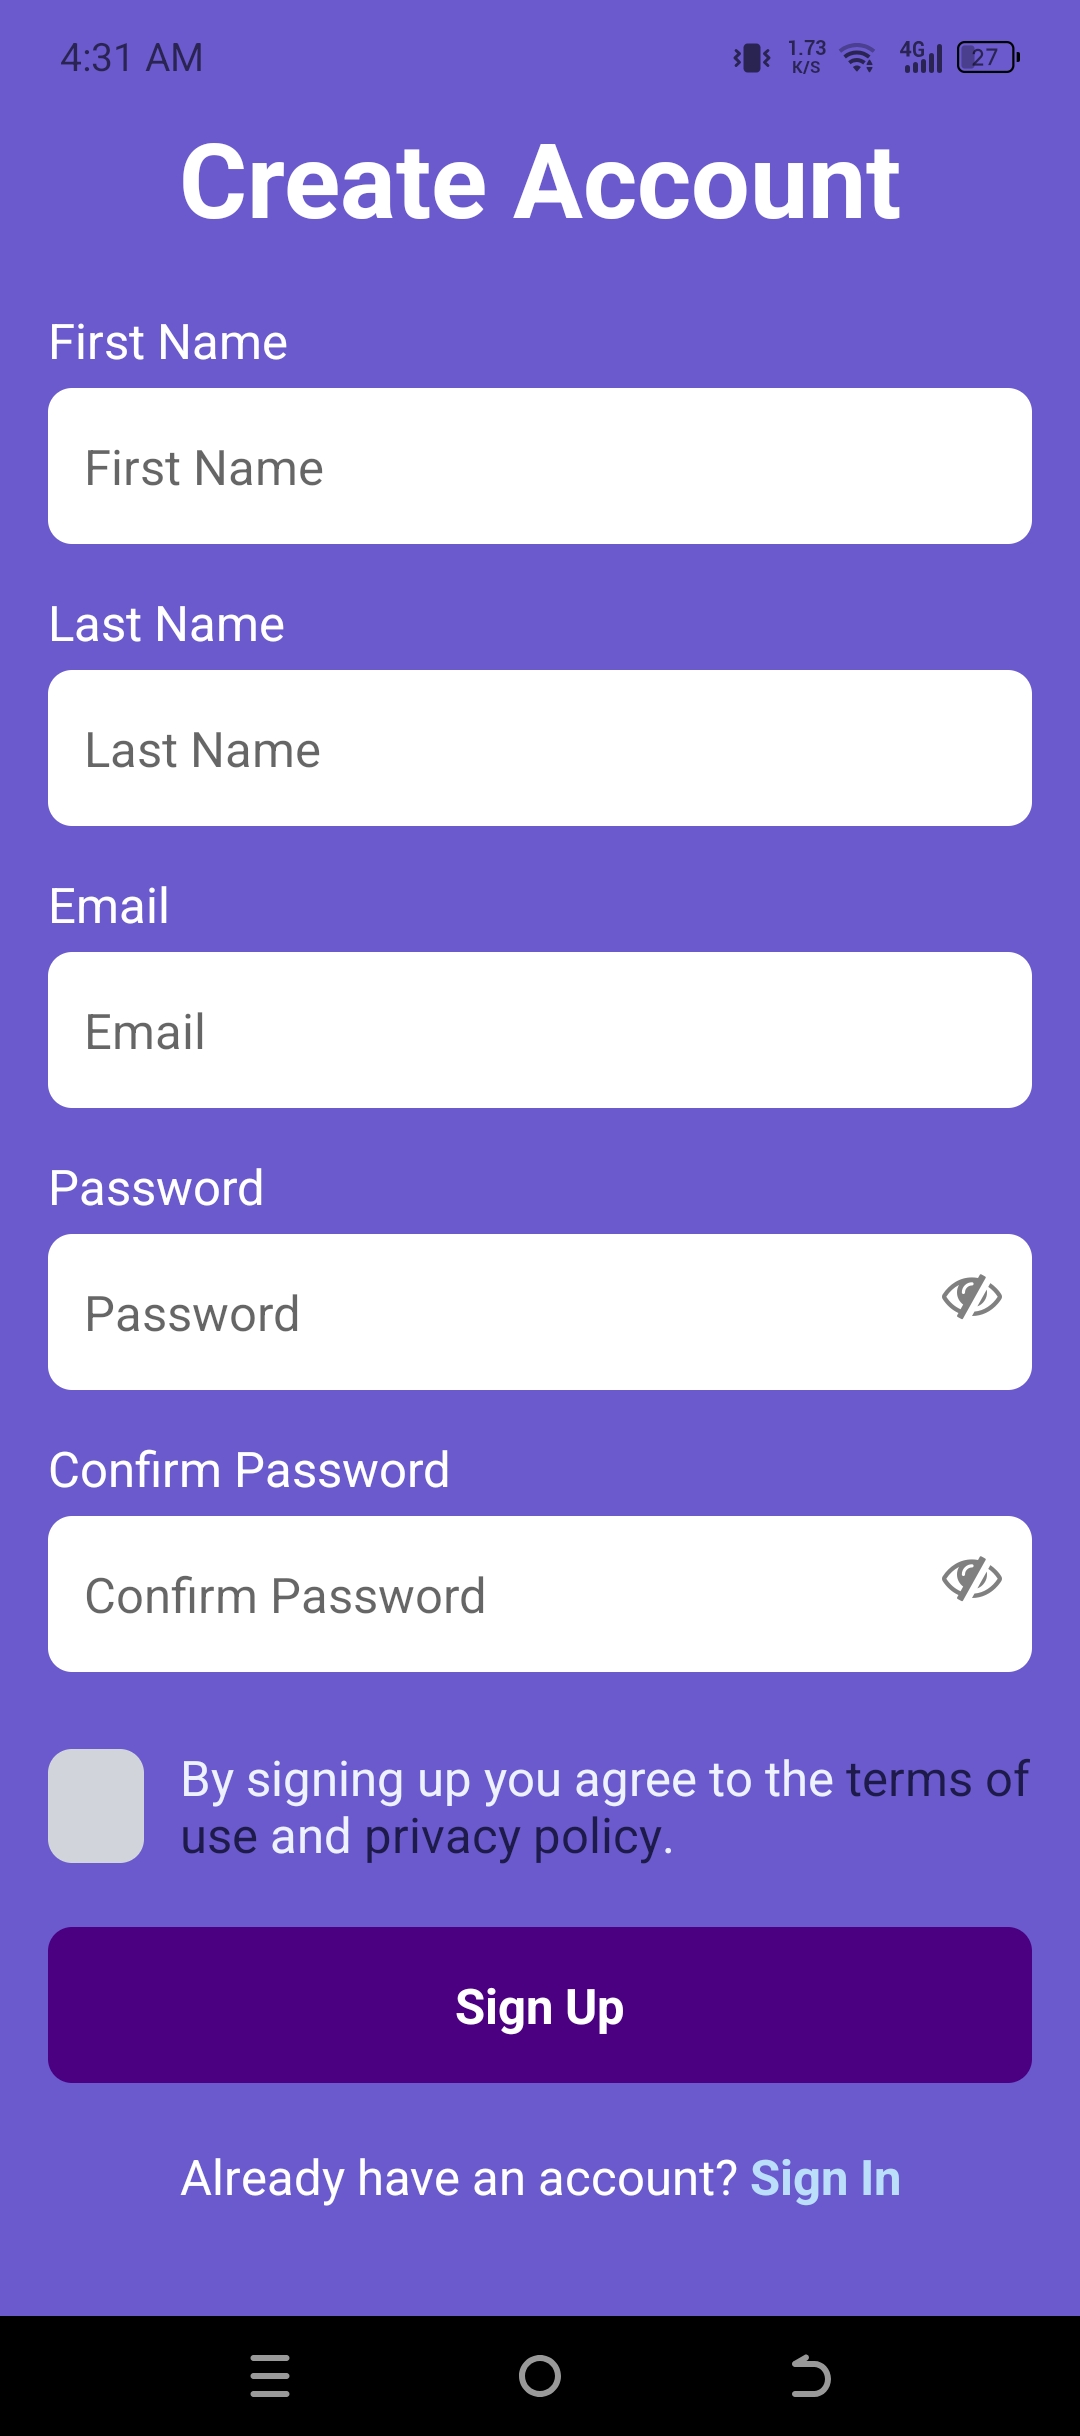 4:31 AM 1.73 K/S 4G 27
Create Account
First Name
First Name
Last Name
Last Name
Email
Email
Password
Password
Confirm Password
Confirm Password
By signing up you agree to the terms of
use and privacy policy.
Sign Up
Already have an account? Sign In